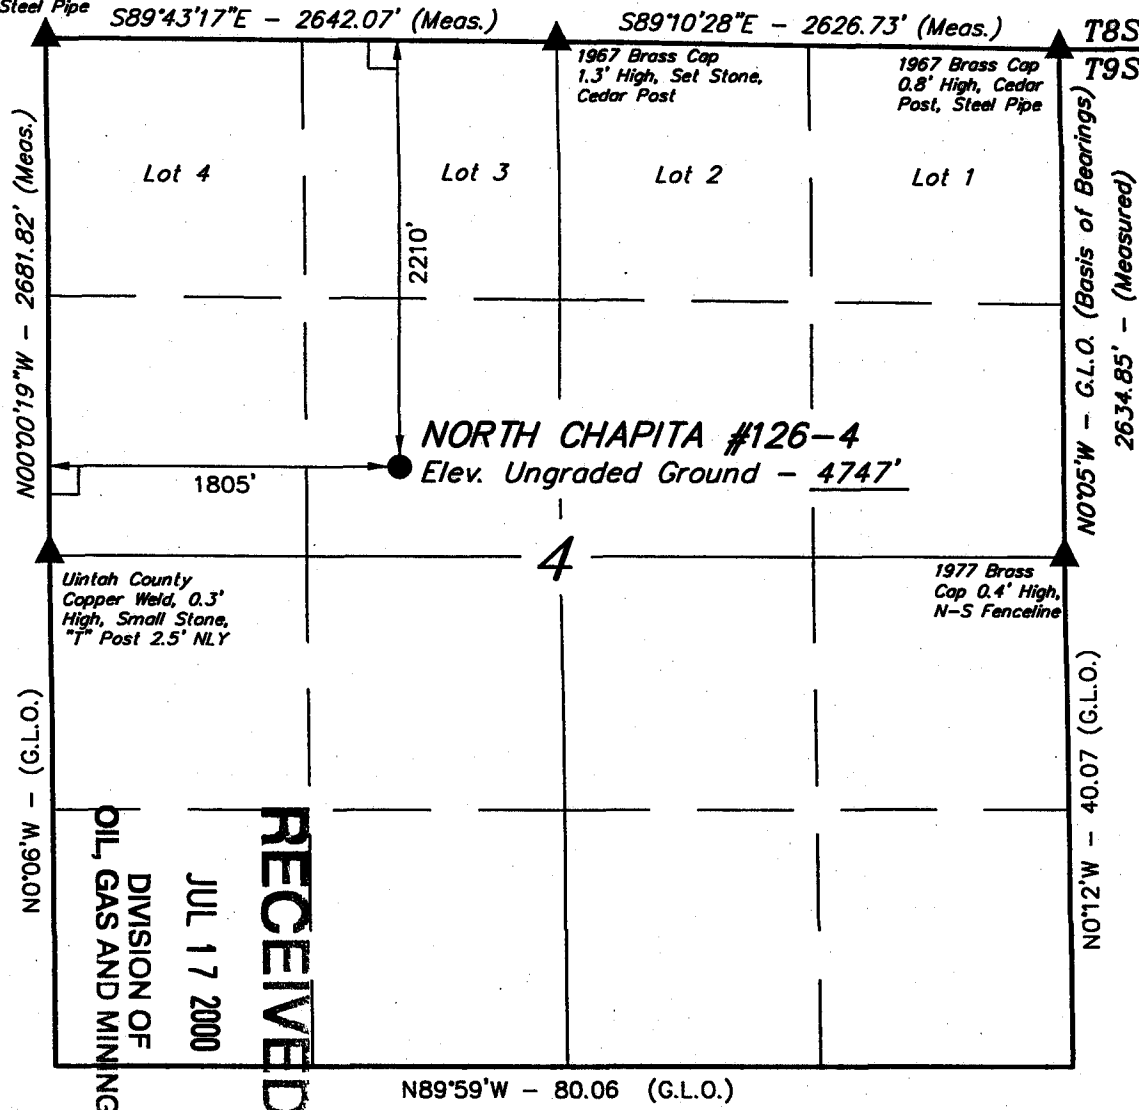 Steel Pipe
S89°43'17"E - 2642.07' (Meas.)
S89°10'28"E - 2626.73' (Meas.)
T8S
T9S
1967 Brass Cap
1.3' High, Set Stone,
Cedar Post
1967 Brass Cap
0.8' High, Cedar
Post, Steel Pipe
Lot 4
Lot 3
Lot 2
Lot 1
N00°00'19"W - 2681.82' (Meas.)
2210'
N0°05'W - G.L.O. (Basis of Bearings)
2634.85' - (Measured)
NORTH CHAPITA #126-4
Elev. Ungraded Ground - 4747'
1805'
4
Uintah County
Copper Weld, 0.3'
High, Small Stone,
"T" Post 2.5' NLY
1977 Brass
Cap 0.4' High,
N-S Fenceline
N0°06'W - (G.L.O.)
N0°12'W - 40.07 (G.L.O.)
RECEIVED
JUL 17 2000
DIVISION OF
OIL, GAS AND MINING
N89°59'W - 80.06 (G.L.O.)